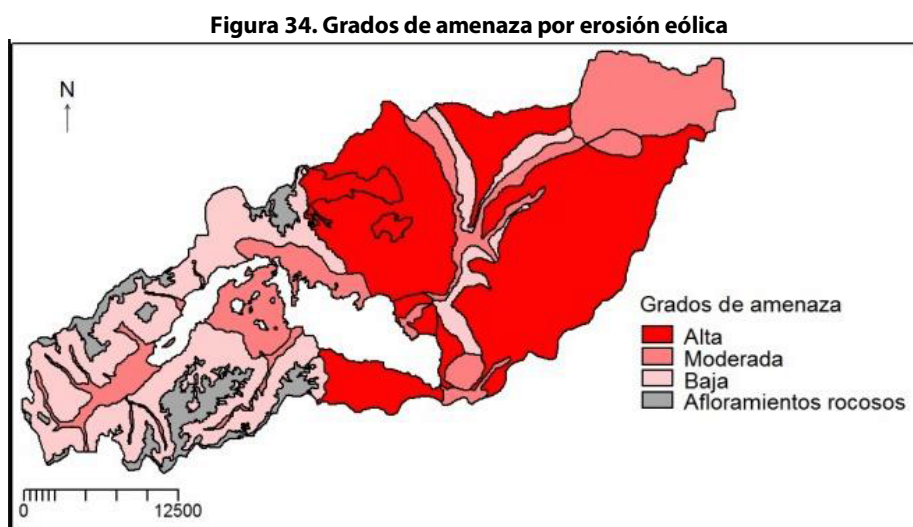 Figura 34. Grados de amenaza por erosión eólica
N
Grados de amenaza
Alta
Moderada
Baja
Afloramientos rocosos
0 12500